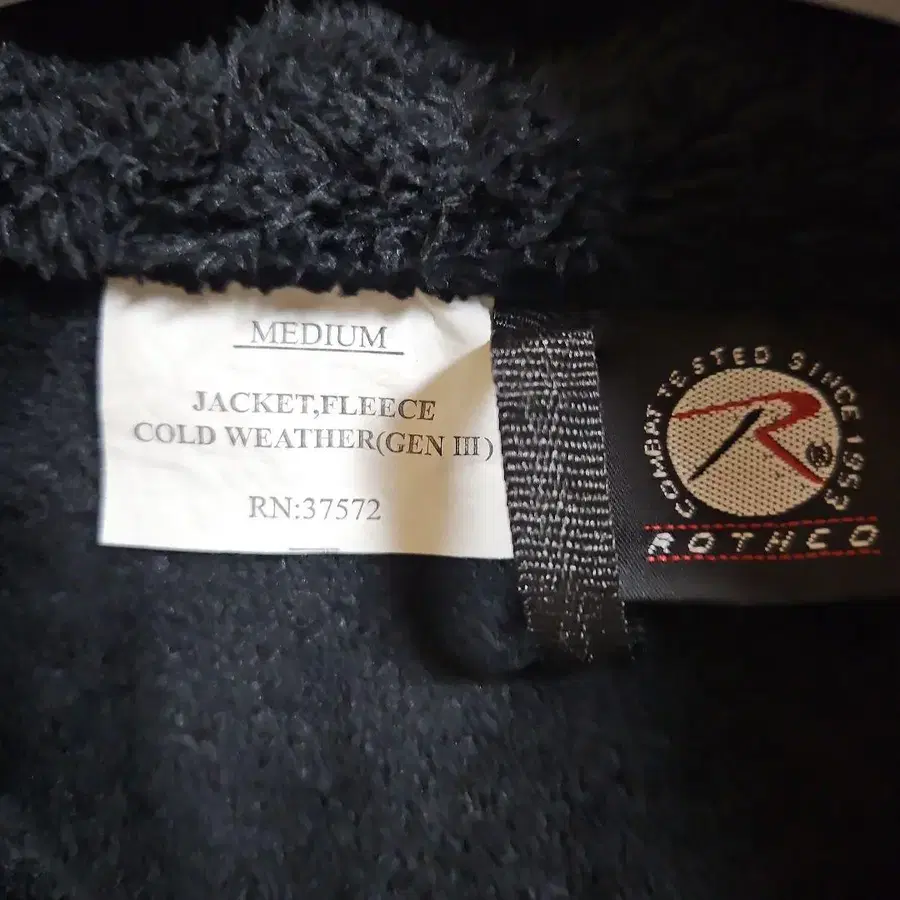 MEDIUM
JACKET,FLEECE
COLD WEATHER(GEN III)
RN:37572
COMBAT TESTED SINCE 1953
R®
ROTHCO